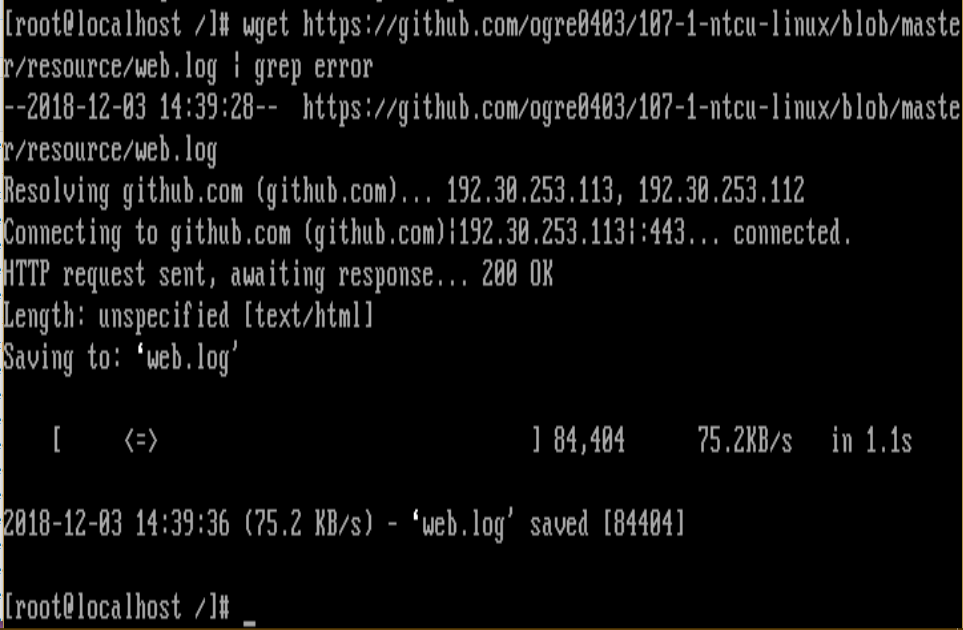 [root@localhost /]# wget https://github.com/ogre0403/107-1-ntcu-linux/blob/maste
r/resource/web.log | grep error
--2018-12-03 14:39:28--  https://github.com/ogre0403/107-1-ntcu-linux/blob/maste
r/resource/web.log
Resolving github.com (github.com)... 192.30.253.113, 192.30.253.112
Connecting to github.com (github.com)|192.30.253.113|:443... connected.
HTTP request sent, awaiting response... 200 OK
Length: unspecified [text/html]
Saving to: ‘web.log’
[     <=>                                ] 84,404      75.2KB/s   in 1.1s
2018-12-03 14:39:36 (75.2 KB/s) - ‘web.log’ saved [84404]
[root@localhost /]# _